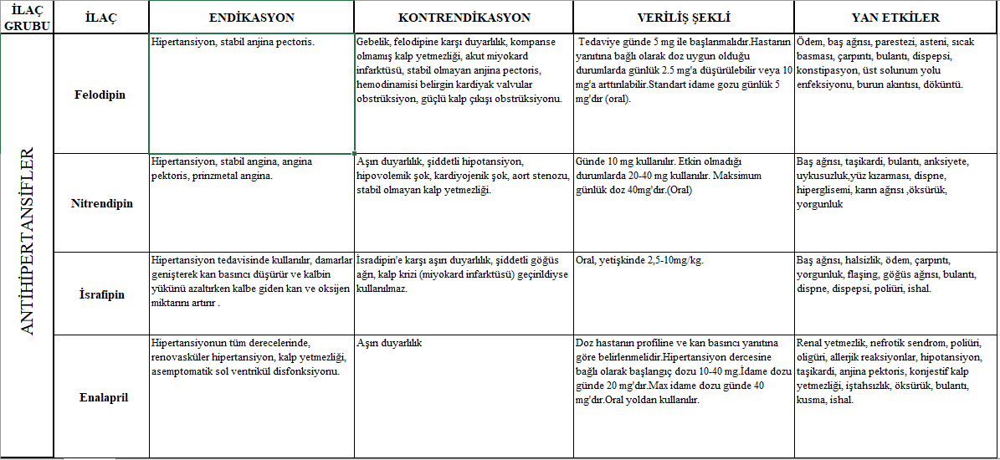 İLAÇ
GRUBU
İLAÇ
ENDİKASYON
KONTRENDİKASYON
VERİLİŞ ŞEKLİ
YAN ETKİLER
ANTİHİPERTANSİFLER
Felodipin
Hipertansiyon, stabil anjina pectoris.
Gebelik, felodipine karşı duyarlılık, kompanse
olmamış kalp yetmezliği, akut miyokard
infarktüsü, stabil olmayan anjina pectoris,
hemodinamisi belirgin kardiyak valvular
obstrüksiyon, güçlü kalp çıkışı obstrüksiyonu.
Tedaviye günde 5 mg ile başlanmalıdır.Hastanın
yanıtına bağlı olarak doz uygun olduğu
durumlarda günlük 2.5 mg'a düşürülebilir veya 10
mg'a arttırılabilir.Standart idame gozu günlük 5
mg'dır (oral).
Ödem, baş ağrısı, parestezi, asteni, sıcak
basması, çarpıntı, bulantı, dispepsi,
konstipasyon, üst solunum yolu
enfeksiyonu, burun akıntısı, döküntü.
Nitrendipin
Hipertansiyon, stabil angina, angina
pektoris, prinzmetal angina.
Aşırı duyarlılık, şiddetli hipotansiyon,
hipovolemik şok, kardiyojenik şok, aort stenozu,
stabil olmayan kalp yetmezliği.
Günde 10 mg kullanılır. Etkin olmadığı
durumlarda 20-40 mg kullanılır. Maksimum
günlük doz 40mg'dır.(Oral)
Baş ağrısı, taşikardi, bulantı, anksiyete,
uykusuzluk,yüz kızarması, dispne,
hiperglisemi, karın ağrısı ,öksürük,
yorgunluk
İsrafipin
Hipertansiyon tedavisinde kullanılır, damarlar
genişterek kan basıncı düşürür ve kalbin
yükünü azaltırken kalbe giden kan ve oksijen
miktarını artırır .
İsradipin'e karşı aşırı duyarlılık, şiddetli göğüs
ağrı, kalp krizi (miyokard infarktüsü) geçirildiyse
kullanılmaz.
Oral, yetişkinde 2,5-10mg/kg.
Baş ağrısı, halsizlik, ödem, çarpıntı,
yorgunluk, flaşing, göğüs ağrısı, bulantı,
dispne, dispepsi, poliüri, ishal.
Enalapril
Hipertansiyonun tüm derecelerinde,
renovasküler hipertansiyon, kalp yetmezliği,
asemptomatik sol ventrikül disfonksiyonu.
Aşırı duyarlılık
Doz hastanın profiline ve kan basıncı yanıtına
göre belirlenmelidir.Hipertansiyon dercesine
bağlı olarak başlangıç dozu 10-40 mg.İdame dozu
günde 20 mg'dır.Max idame dozu günde 40
mg'dır.Oral yoldan kullanılır.
Renal yetmezlik, nefrotik sendrom, poliüri,
oligüri, allerjik reaksiyonlar, hipotansiyon,
taşikardi, anjina pektoris, konjestif kalp
yetmezliği, iştahsızlık, öksürük, bulantı,
kusma, ishal.